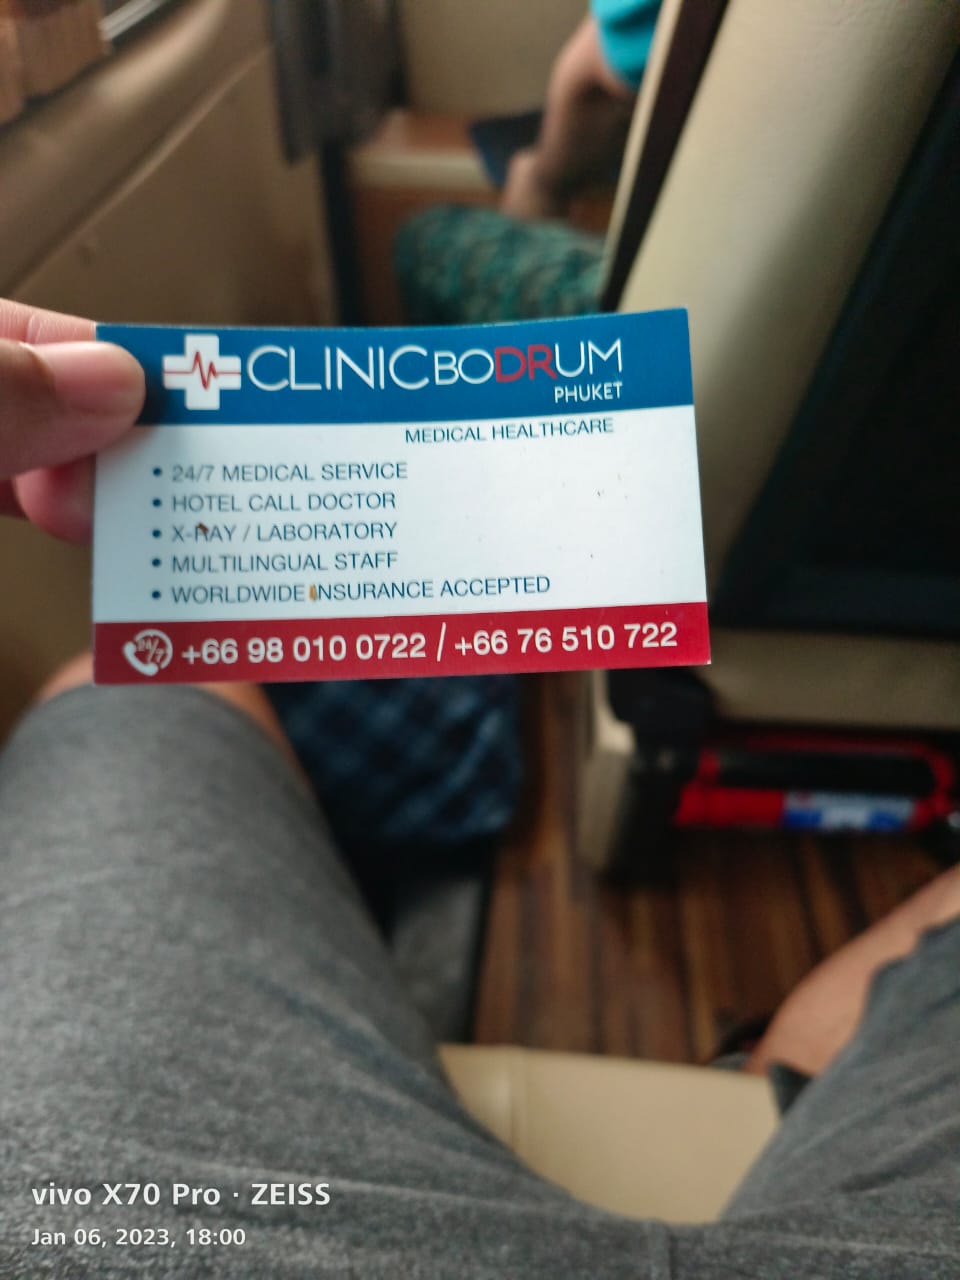 CLINICBODRUM
PHUKET
MEDICAL HEALTHCARE
• 24/7 MEDICAL SERVICE
• HOTEL CALL DOCTOR
• X-RAY / LABORATORY
• MULTILINGUAL STAFF
• WORLDWIDE INSURANCE ACCEPTED
24/7 +66 98 010 0722 / +66 76 510 722
vivo X70 Pro · ZEISS
Jan 06, 2023, 18:00